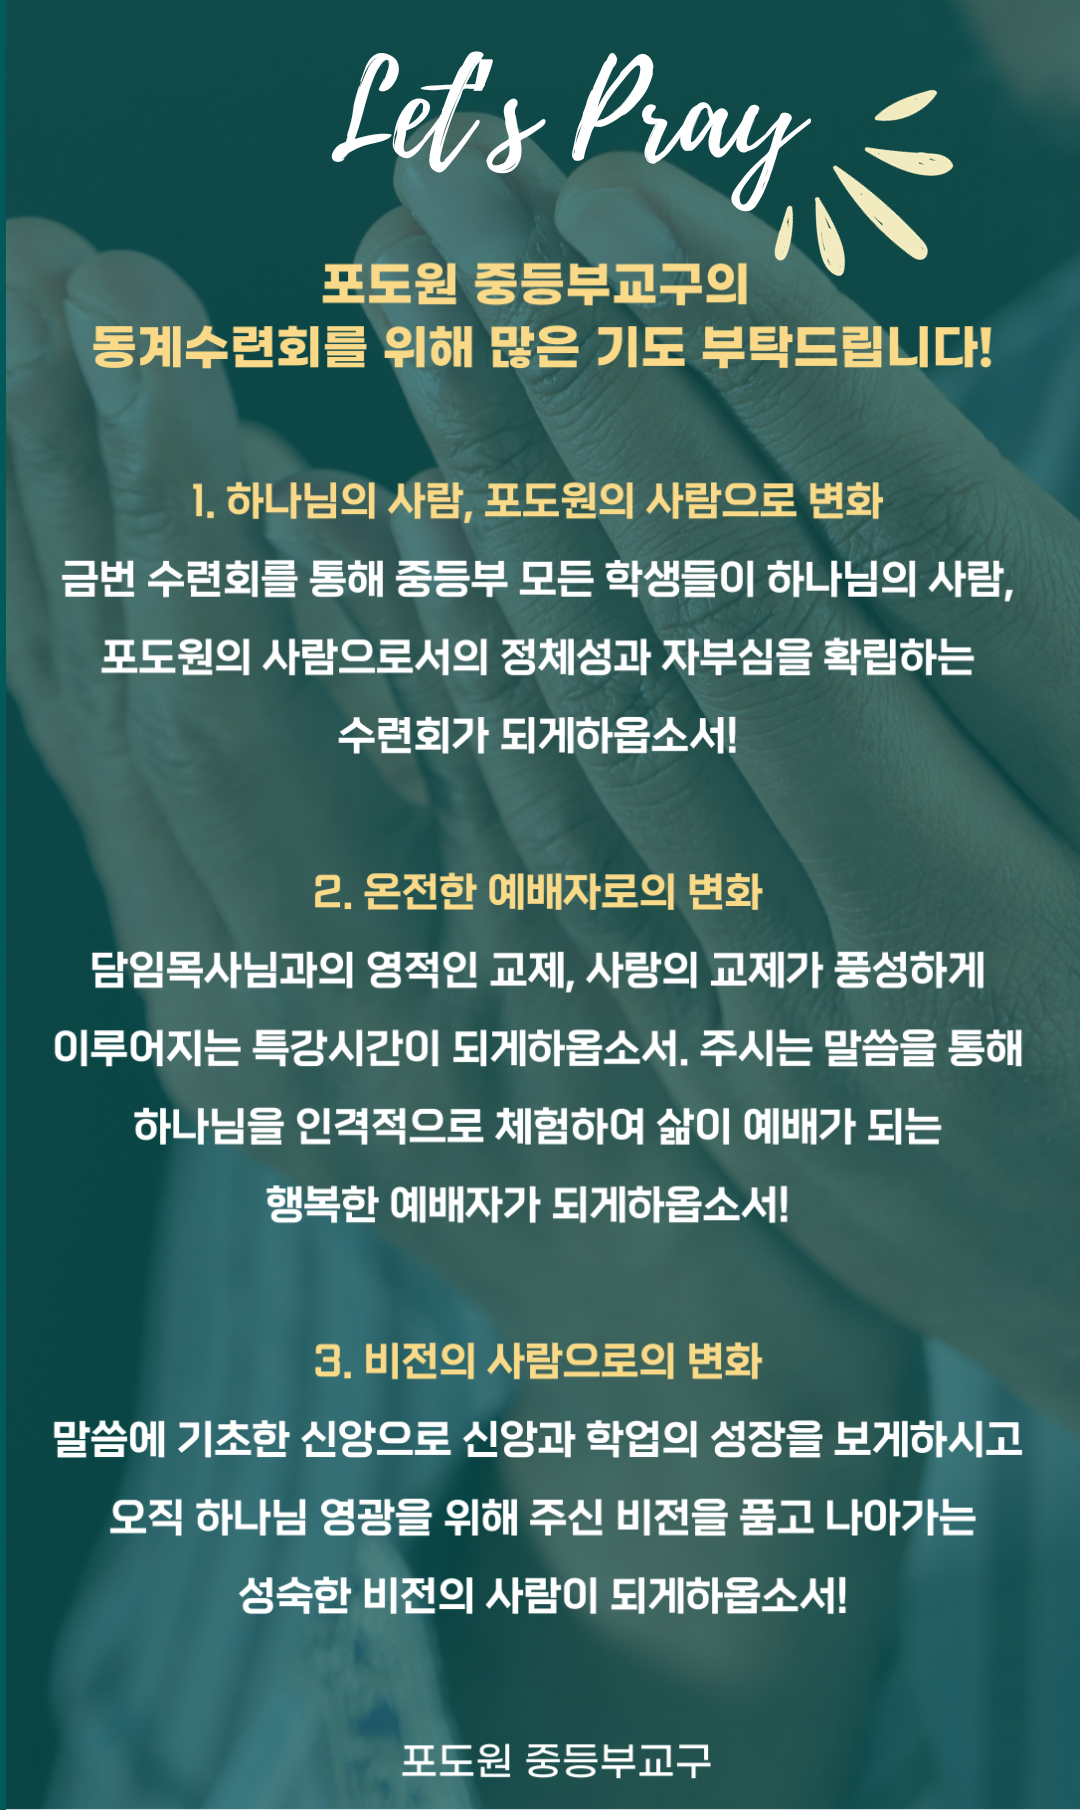 Let's Pray
포도원 중등부교구의
동계수련회를 위해 많은 기도 부탁드립니다!
1. 하나님의 사람, 포도원의 사람으로 변화
금번 수련회를 통해 중등부 모든 학생들이 하나님의 사람,
포도원의 사람으로서의 정체성과 자부심을 확립하는
수련회가 되게하옵소서!
2. 온전한 예배자로의 변화
담임목사님과의 영적인 교제, 사랑의 교제가 풍성하게
이루어지는 특강시간이 되게하옵소서. 주시는 말씀을 통해
하나님을 인격적으로 체험하여 삶이 예배가 되는
행복한 예배자가 되게하옵소서!
3. 비전의 사람으로의 변화
말씀에 기초한 신앙으로 신앙과 학업의 성장을 보게하시고
오직 하나님 영광을 위해 주신 비전을 품고 나아가는
성숙한 비전의 사람이 되게하옵소서!
포도원 중등부교구